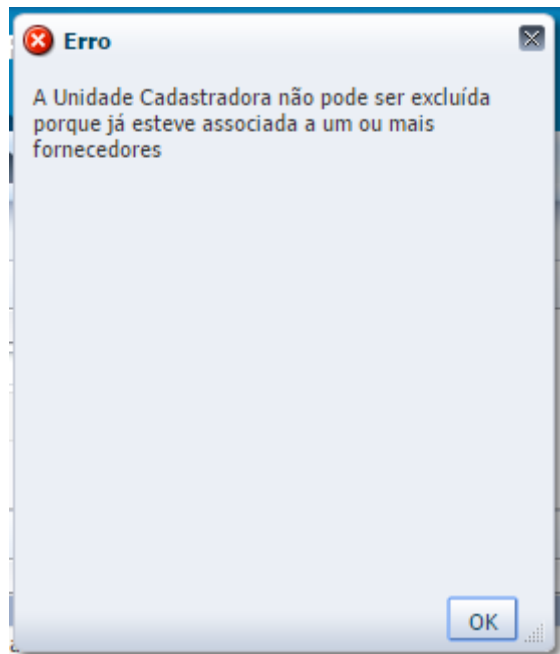 Erro
A Unidade Cadastradora não pode ser excluída
porque já esteve associada a um ou mais
fornecedores
OK